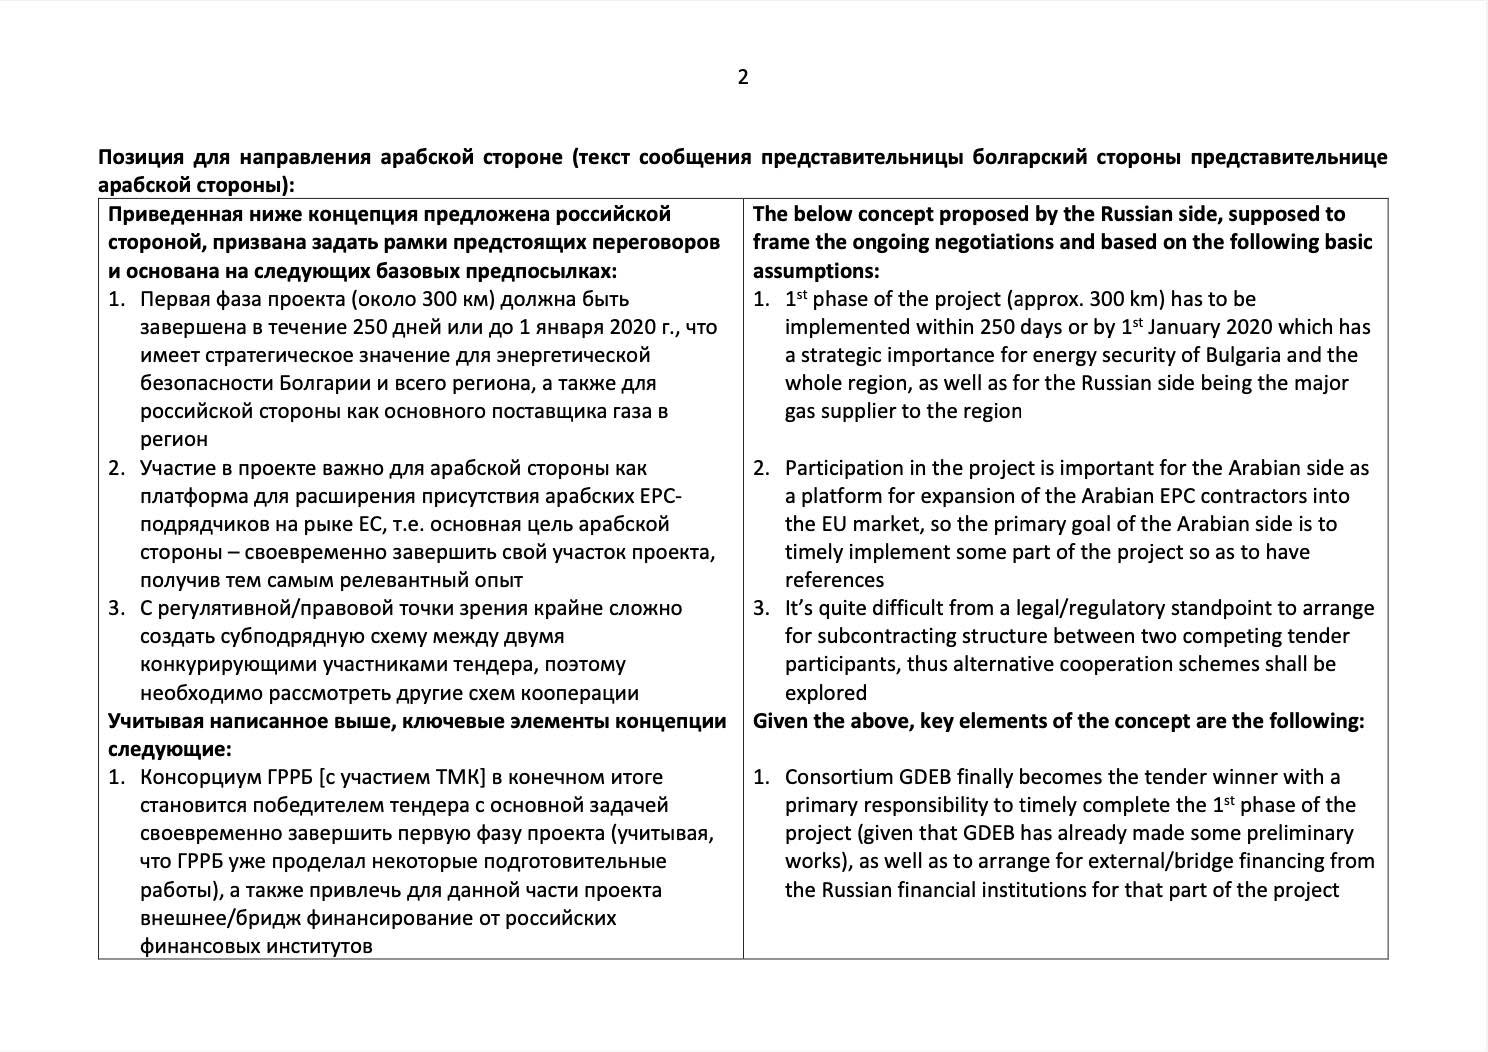 2
Позиция для направления арабской стороне (текст сообщения представительницы болгарский стороны представительнице
арабской стороны):
Приведенная ниже концепция предложена российской
стороной, призвана задать рамки предстоящих переговоров
и основана на следующих базовых предпосылках:
1. Первая фаза проекта (около 300 км) должна быть
завершена в течение 250 дней или до 1 января 2020 г., что
имеет стратегическое значение для энергетической
безопасности Болгарии и всего региона, а также для
российской стороны как основного поставщика газа в
регион
2. Участие в проекте важно для арабской стороны как
платформа для расширения присутствия арабских EPC-
подрядчиков на рыке ЕС, т.е. основная цель арабской
стороны – своевременно завершить свой участок проекта,
получив тем самым релевантный опыт
3. С регулятивной/правовой точки зрения крайне сложно
создать субподрядную схему между двумя
конкурирующими участниками тендера, поэтому
необходимо рассмотреть другие схем кооперации
Учитывая написанное выше, ключевые элементы концепции
следующие:
1. Консорциум ГРРБ [с участием ТМК] в конечном итоге
становится победителем тендера с основной задачей
своевременно завершить первую фазу проекта (учитывая,
что ГРРБ уже проделал некоторые подготовительные
работы), а также привлечь для данной части проекта
внешнее/бридж финансирование от российских
финансовых институтов
The below concept proposed by the Russian side, supposed to
frame the ongoing negotiations and based on the following basic
assumptions:
1. 1st phase of the project (approx. 300 km) has to be
implemented within 250 days or by 1st January 2020 which has
a strategic importance for energy security of Bulgaria and the
whole region, as well as for the Russian side being the major
gas supplier to the region
2. Participation in the project is important for the Arabian side as
a platform for expansion of the Arabian EPC contractors into
the EU market, so the primary goal of the Arabian side is to
timely implement some part of the project so as to have
references
3. It’s quite difficult from a legal/regulatory standpoint to arrange
for subcontracting structure between two competing tender
participants, thus alternative cooperation schemes shall be
explored
Given the above, key elements of the concept are the following:
1. Consortium GDEB finally becomes the tender winner with a
primary responsibility to timely complete the 1st phase of the
project (given that GDEB has already made some preliminary
works), as well as to arrange for external/bridge financing from
the Russian financial institutions for that part of the project